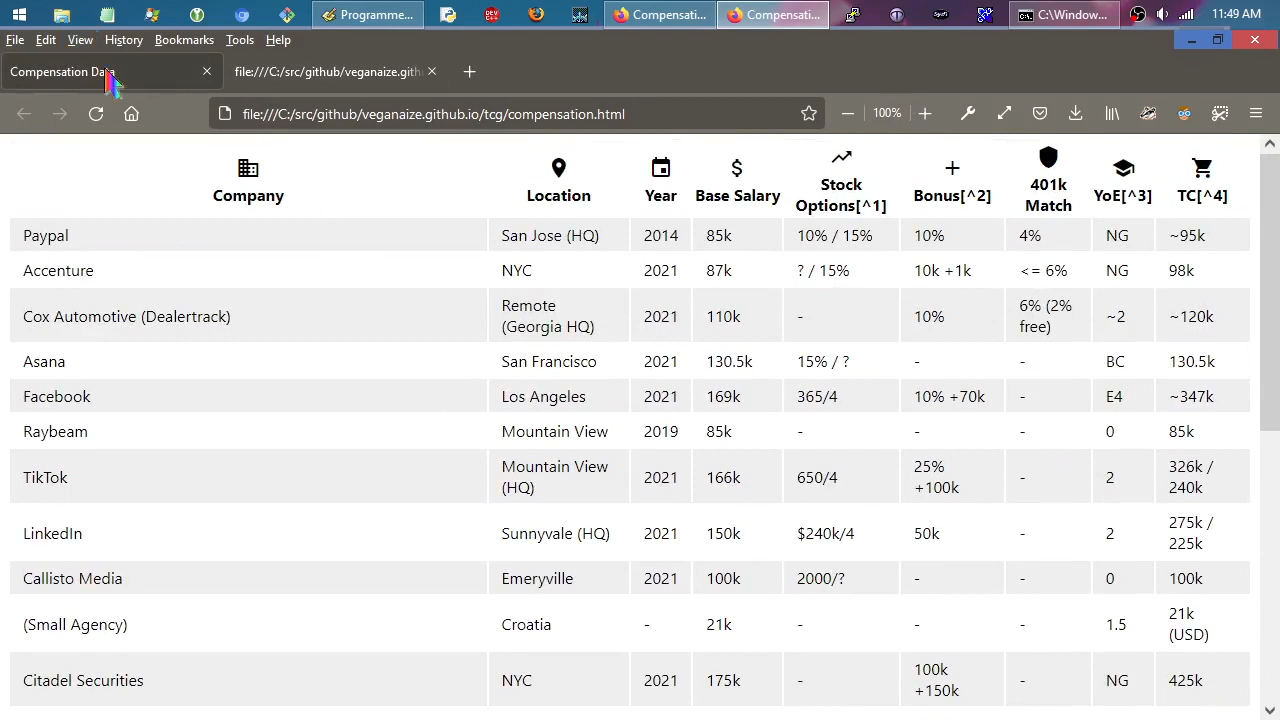 Programme...
Compensati...
Compensati...
C:\Window...
11:49 AM
File Edit View History Bookmarks Tools Help
Compensation Data
file:///C:/src/github/veganaize.gith
file:///C:/src/github/veganaize.github.io/tcg/compensation.html
100%
Company Location Year Base Salary Stock Options[^1] Bonus[^2] 401k Match YoE[^3] TC[^4]
Paypal San Jose (HQ) 2014 85k 10% / 15% 10% 4% NG ~95k
Accenture NYC 2021 87k ? / 15% 10k +1k <= 6% NG 98k
Cox Automotive (Dealertrack) Remote (Georgia HQ) 2021 110k - 10% 6% (2% free) ~2 ~120k
Asana San Francisco 2021 130.5k 15% / ? - - BC 130.5k
Facebook Los Angeles 2021 169k 365/4 10% +70k - E4 ~347k
Raybeam Mountain View 2019 85k - - - 0 85k
TikTok Mountain View (HQ) 2021 166k 650/4 25% +100k - 2 326k / 240k
LinkedIn Sunnyvale (HQ) 2021 150k $240k/4 50k - 2 275k / 225k
Callisto Media Emeryville 2021 100k 2000/? - - 0 100k
(Small Agency) Croatia - 21k - - - 1.5 21k (USD)
Citadel Securities NYC 2021 175k - 100k +150k - NG 425k